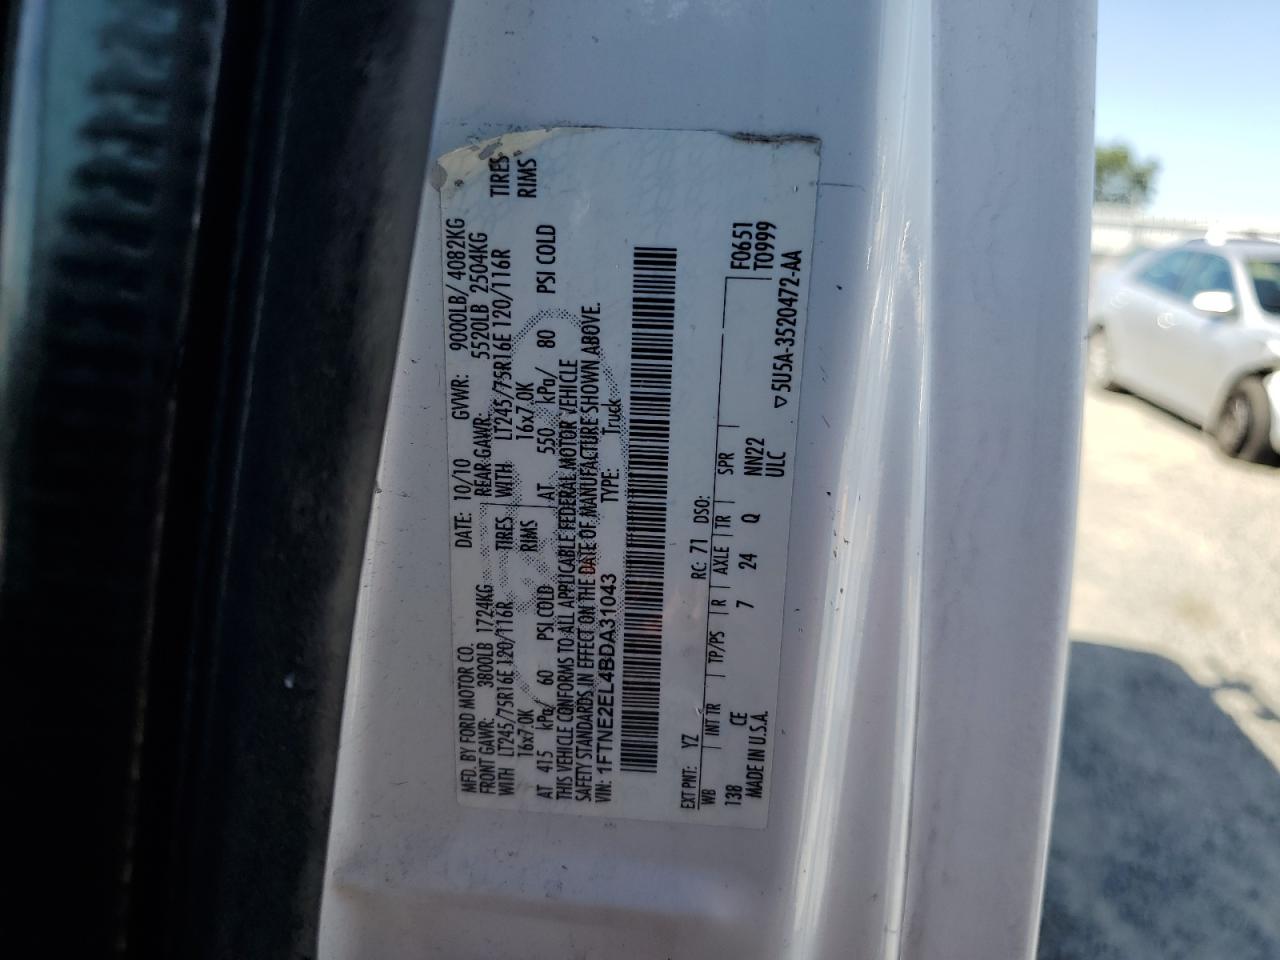 MFD. BY FORD MOTOR CO. DATE: 10/10 GVWR: 9000LB/ 4082KG
FRONT GAWR: 3800LB 1724KG REAR GAWR: 5520LB 2504KG
WITH LT245/75R16E 120/116R TIRES WITH LT245/75R16E 120/116R TIRES
16x7.0K RIMS 16x7.0K RIMS
AT 415 kPa/ 60 PSI COLD AT 550 kPa/ 80 PSI COLD
THIS VEHICLE CONFORMS TO ALL APPLICABLE FEDERAL MOTOR VEHICLE
SAFETY STANDARDS IN EFFECT ON THE DATE OF MANUFACTURE SHOWN ABOVE.
VIN: 1FTNE2EL4BDA31043 TYPE: Truck
EXT PNT: YZ RC: 71 DSO:
WB INT TR TP/PS R AXLE TR SPR F0651
138 CE 7 24 Q NN22 T0999
MADE IN U.S.A. ULC ▽5U5A-3520472-AA